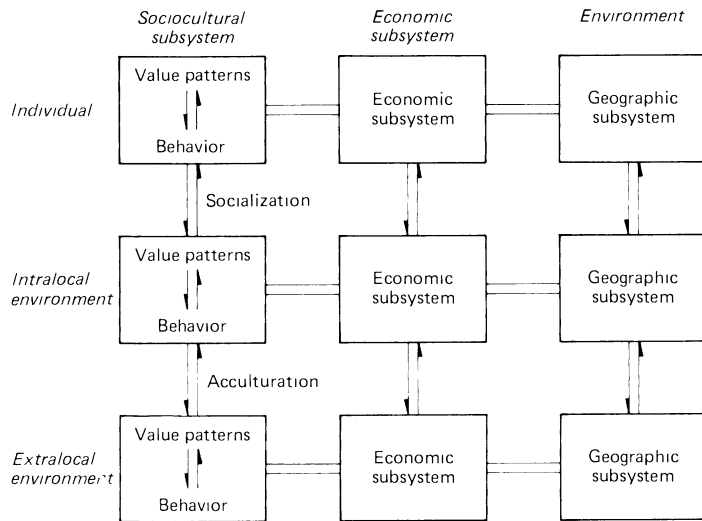 Sociocultural
subsystem
Economic
subsystem
Environment
Individual
Value patterns
Behavior
Economic
subsystem
Geographic
subsystem
Socialization
Intralocal
environment
Value patterns
Behavior
Economic
subsystem
Geographic
subsystem
Acculturation
Extralocal
environment
Value patterns
Behavior
Economic
subsystem
Geographic
subsystem